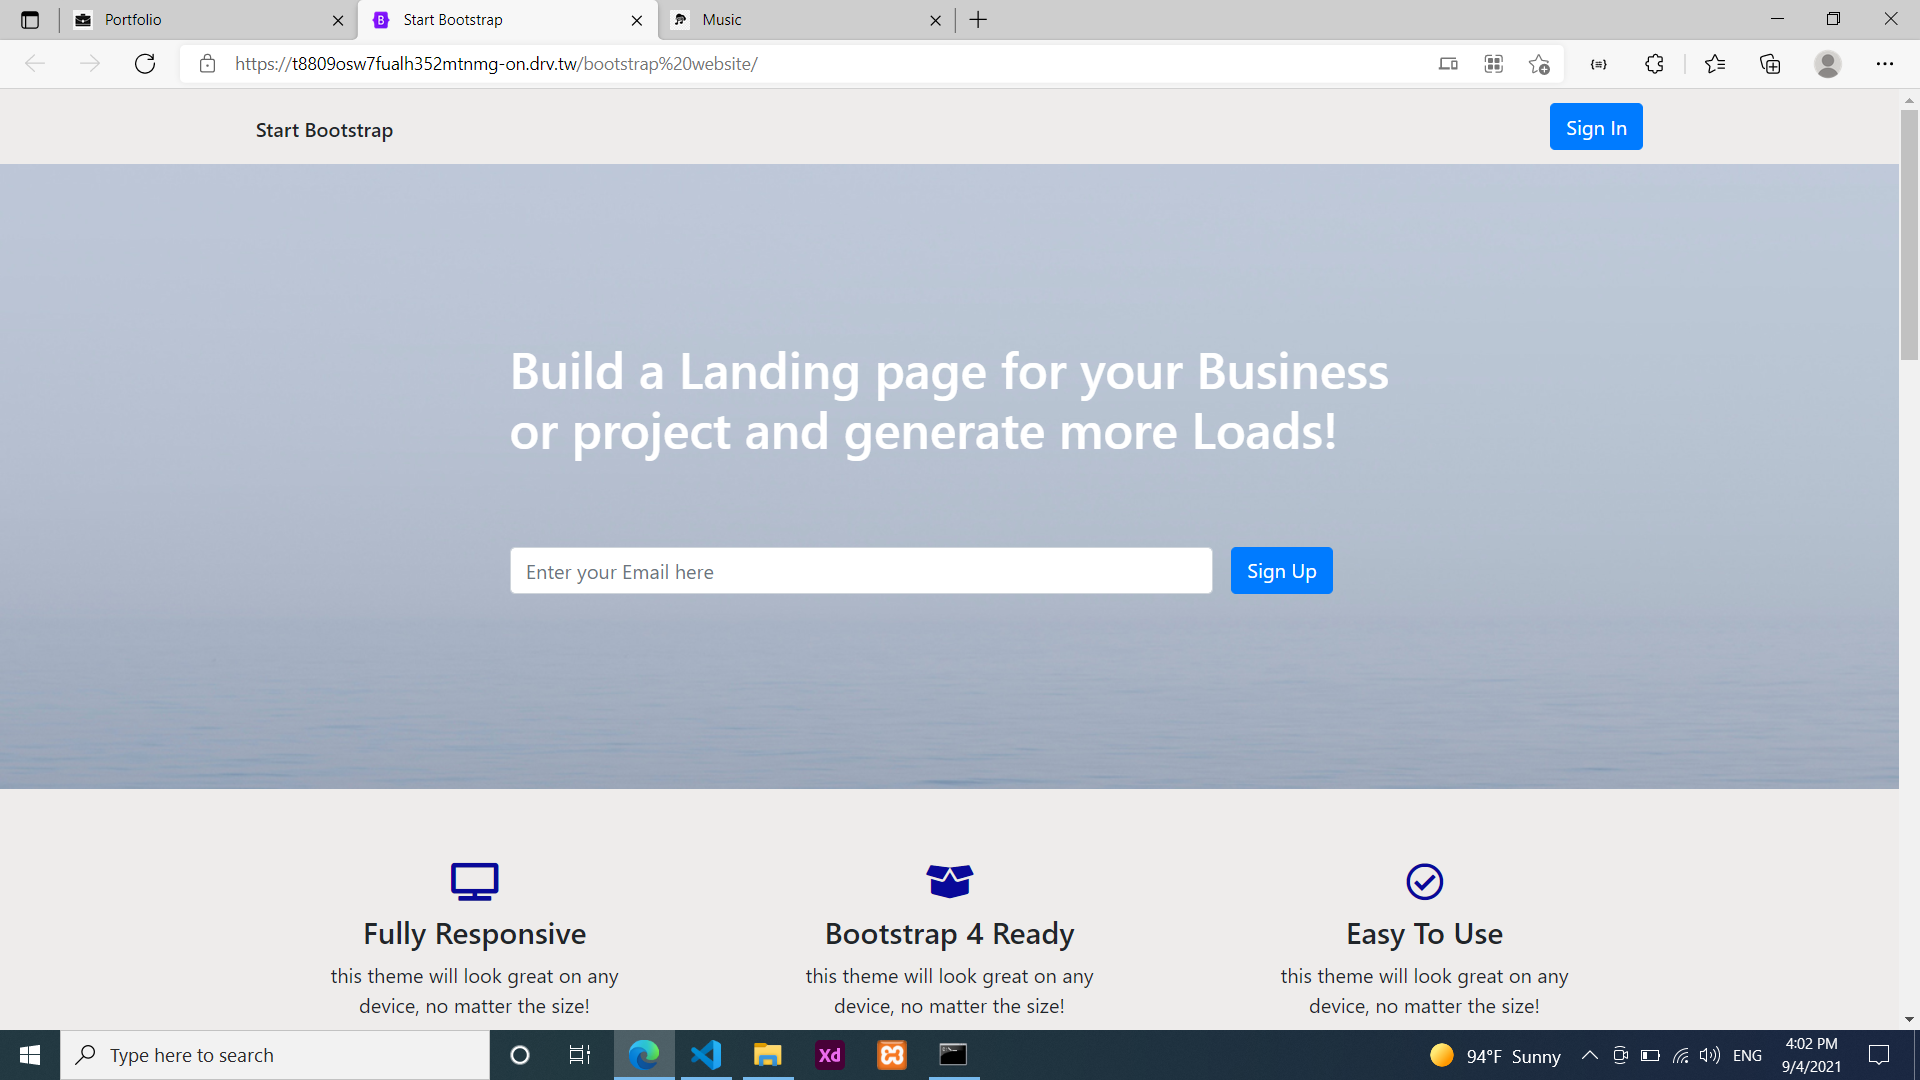 Portfolio
Start Bootstrap
Music
https://t8809osw7fualh352mtnmg-on.drv.tw/bootstrap%20website/
Start Bootstrap
Sign In
Build a Landing page for your Business
or project and generate more Loads!
Enter your Email here
Sign Up
Fully Responsive
this theme will look great on any
device, no matter the size!
Bootstrap 4 Ready
this theme will look great on any
device, no matter the size!
Easy To Use
this theme will look great on any
device, no matter the size!
Type here to search
Xd
94°F Sunny
ENG
4:02 PM
9/4/2021